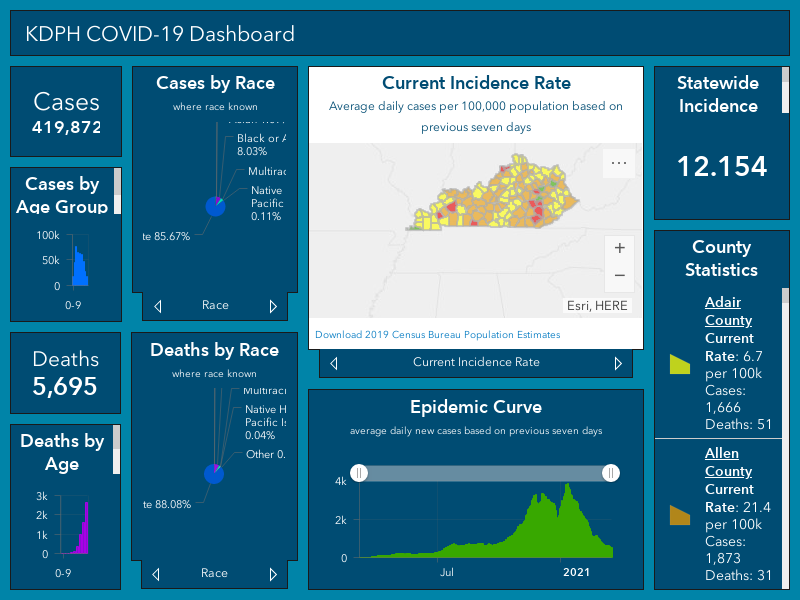 KDPH COVID-19 Dashboard
Cases
419,872
Cases by
Age Group
100k
50k
0
0-9
Deaths
5,695
Deaths by
Age
3k
2k
1k
0
0-9
Cases by Race
where race known
Black or A
8.03%
Multirac
Native
Pacific
0.11%
te 85.67%
Race
Deaths by Race
where race known
Multirac
Native H
Pacific Is
0.04%
Other 0.
te 88.08%
Race
Current Incidence Rate
Average daily cases per 100,000 population based on
previous seven days
+
−
Esri, HERE
Download 2019 Census Bureau Population Estimates
Current Incidence Rate
Epidemic Curve
average daily new cases based on previous seven days
4k
2k
0
Jul
2021
Statewide
Incidence
12.154
County
Statistics
Adair
County
Current
Rate: 6.7
per 100k
Cases:
1,666
Deaths: 51
Allen
County
Current
Rate: 21.4
per 100k
Cases:
1,873
Deaths: 31